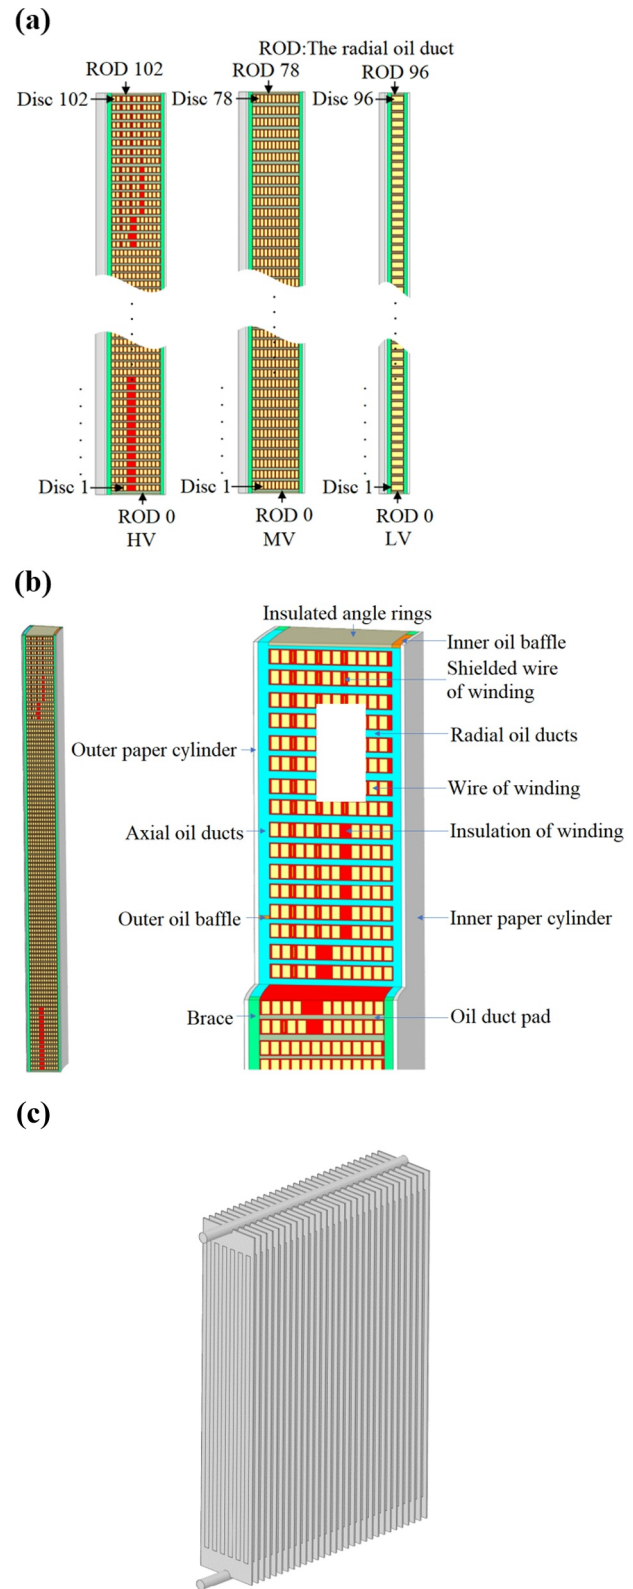 (a)
ROD:The radial oil duct
ROD 102
ROD 78
ROD 96
Disc 102
Disc 78
Disc 96
Disc 1
Disc 1
Disc 1
ROD 0
ROD 0
ROD 0
HV
MV
LV
(b)
Insulated angle rings
Inner oil baffle
Shielded wire
of winding
Outer paper cylinder
Radial oil ducts
Wire of winding
Axial oil ducts
Insulation of winding
Outer oil baffle
Inner paper cylinder
Brace
Oil duct pad
(c)